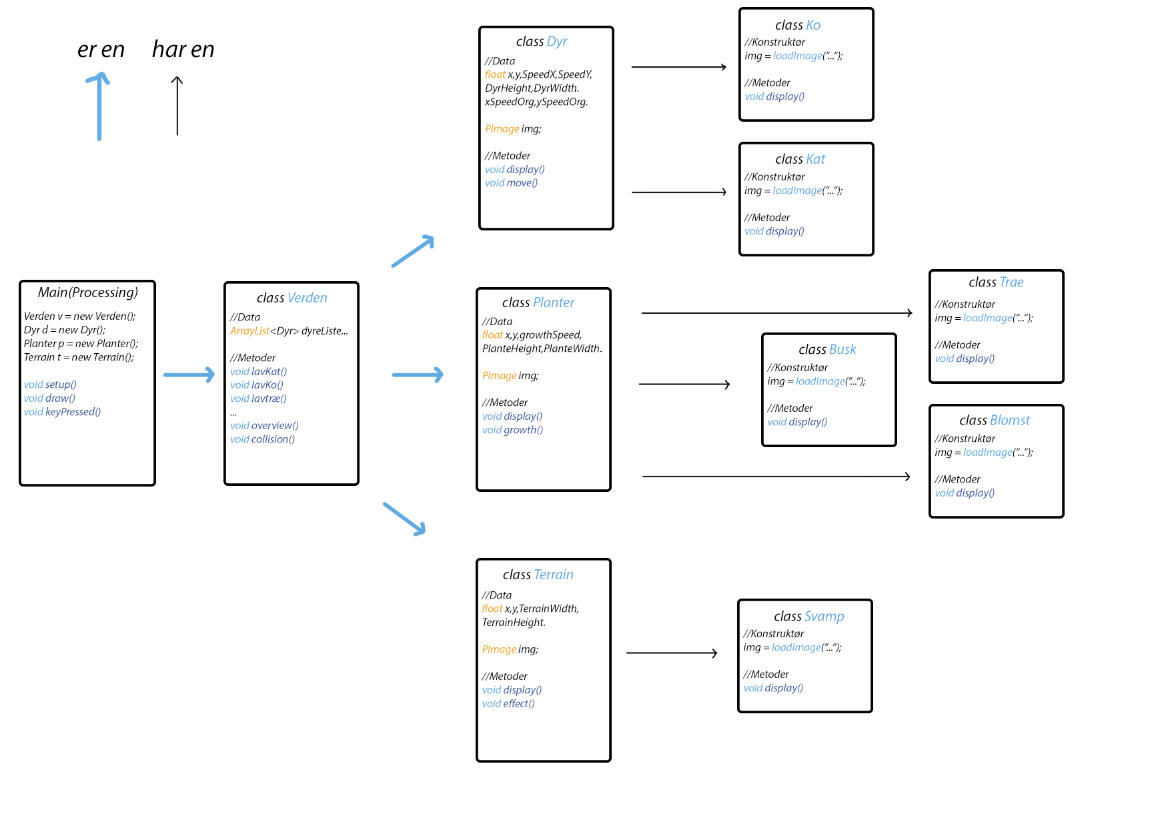 er en
har en
Main(Processing)
Verden v = new Verden();
Dyr d = new Dyr();
Planter p = new Planter();
Terrain t = new Terrain();
void setup()
void draw()
void keyPressed()
class Verden
//Data
ArrayList<Dyr> dyreListe...
//Metoder
void lavKat()
void lavKo()
void lavtræ()
...
void overview()
void collision()
class Dyr
//Data
float x,y,SpeedX,SpeedY,
DyrHeight,DyrWidth.
xSpeedOrg,ySpeedOrg.
PImage img;
//Metoder
void display()
void move()
class Ko
//Konstruktør
img = loadImage("...");
//Metoder
void display()
class Kat
//Konstruktør
img = loadImage("...");
//Metoder
void display()
class Planter
//Data
float x,y,growthSpeed,
PlanteHeight,PlanteWidth.
PImage img;
//Metoder
void display()
void growth()
class Trae
//Konstruktør
img = loadImage("...");
//Metoder
void display()
class Busk
//Konstruktør
img = loadImage("...");
//Metoder
void display()
class Blomst
//Konstruktør
img = loadImage("...");
//Metoder
void display()
class Terrain
//Data
float x,y,TerrainWidth,
TerrainHeight.
PImage img;
//Metoder
void display()
void effect()
class Svamp
//Konstruktør
img = loadImage("...");
//Metoder
void display()